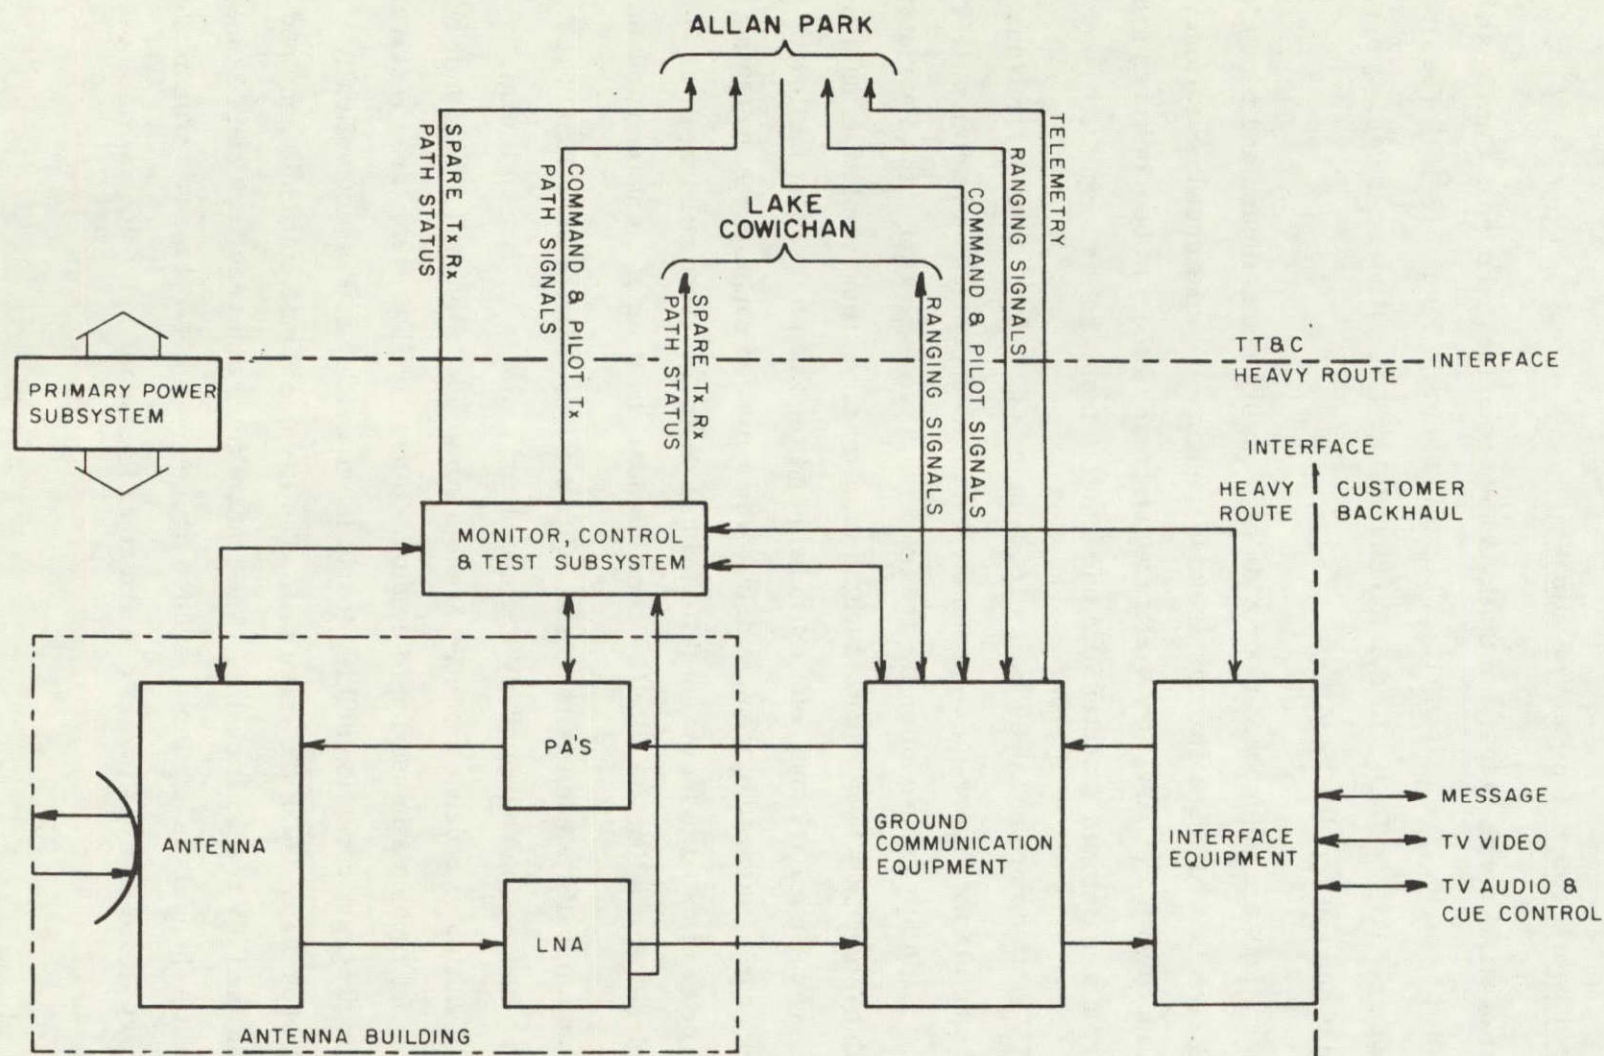 ALLAN PARK
SPARE Tx Rx
PATH STATUS
COMMAND & PILOT Tx
PATH SIGNALS
LAKE
COWICHAN
SPARE Tx Rx
PATH STATUS
RANGING SIGNALS
COMMAND & PILOT SIGNALS
RANGING SIGNALS
TELEMETRY
TT&C
HEAVY ROUTE
INTERFACE
PRIMARY POWER
SUBSYSTEM
INTERFACE
HEAVY
ROUTE
CUSTOMER
BACKHAUL
MONITOR, CONTROL
& TEST SUBSYSTEM
ANTENNA
PA'S
LNA
GROUND
COMMUNICATION
EQUIPMENT
INTERFACE
EQUIPMENT
MESSAGE
TV VIDEO
TV AUDIO &
CUE CONTROL
ANTENNA BUILDING